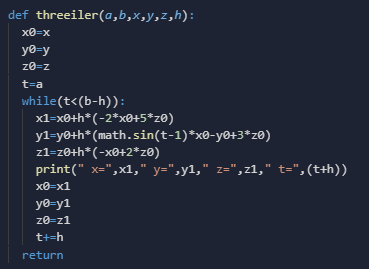 def threeiler(a,b,x,y,z,h):
  x0=x
  y0=y
  z0=z
  t=a
  while(t<(b-h)):
    x1=x0+h*(-2*x0+5*z0)
    y1=y0+h*(math.sin(t-1)*x0-y0+3*z0)
    z1=z0+h*(-x0+2*z0)
    print(" x=",x1," y=",y1," z=",z1," t=",(t+h))
    x0=x1
    y0=y1
    z0=z1
    t+=h
  return